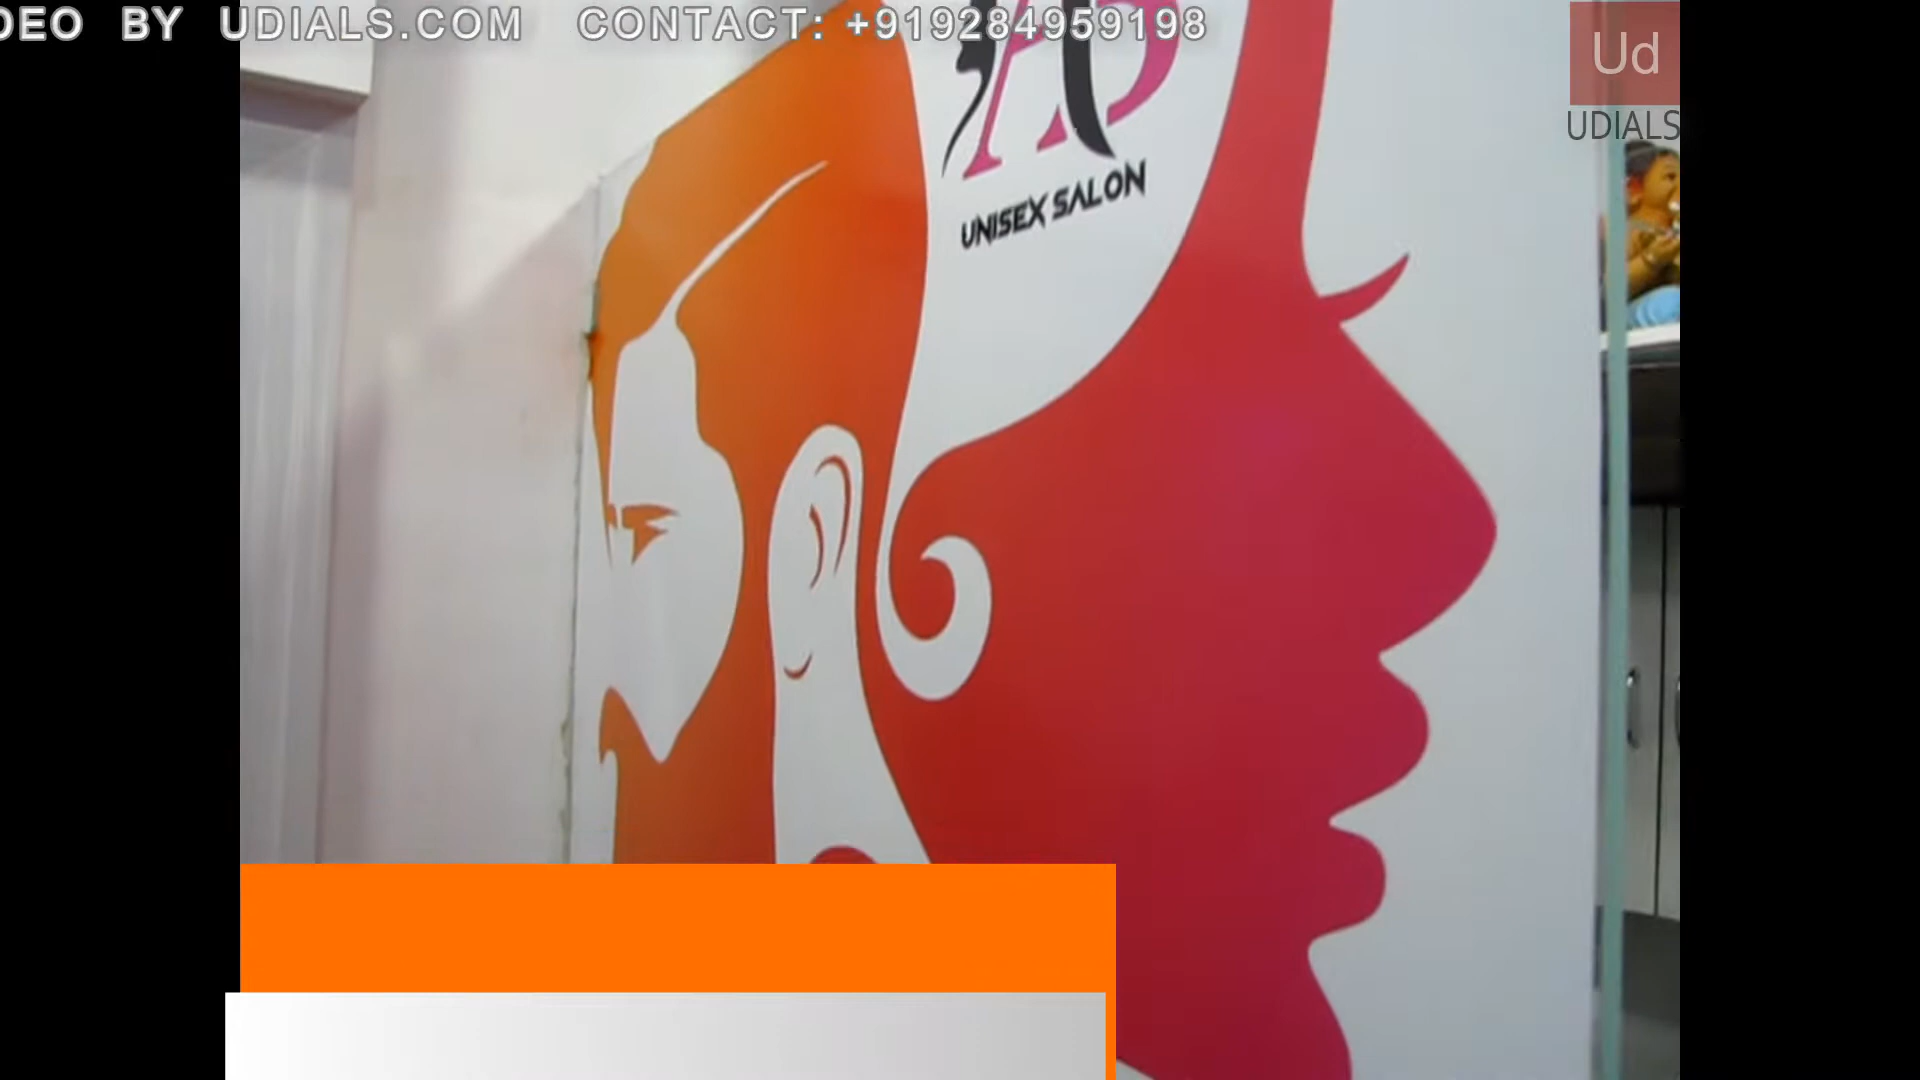 DEO BY UDIALS.COM CONTACT: +919284959198
Ud
UDIALS
UNISEX SALON